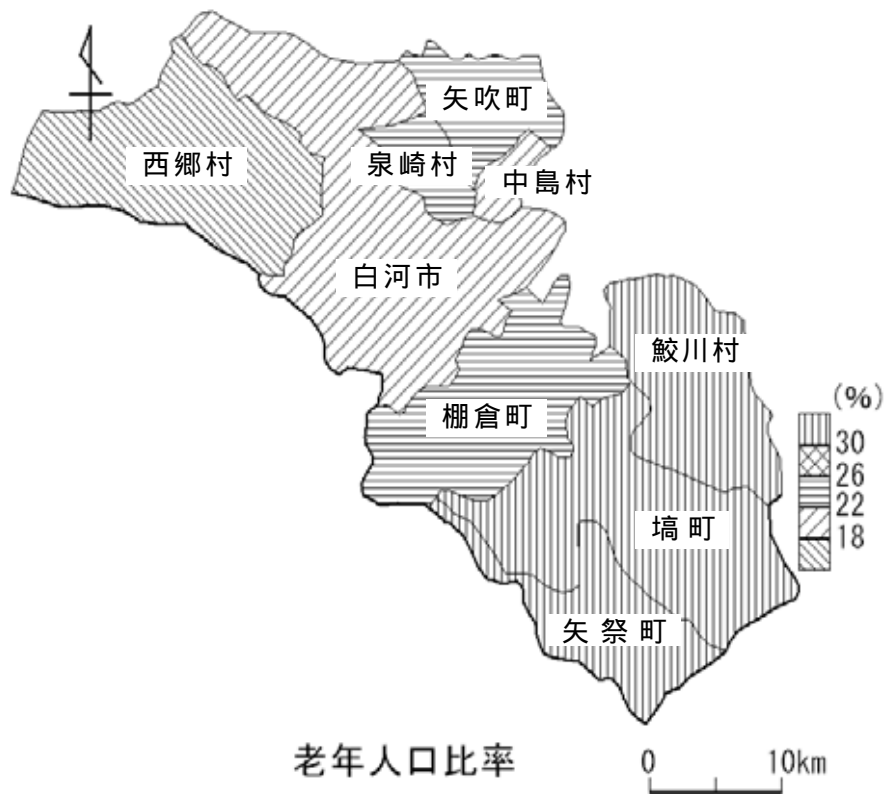 矢吹町
西郷村
泉崎村
中島村
白河市
鮫川村
棚倉町
(%)
30
26
22
18
塙町
矢祭町
老年人口比率
0 10km